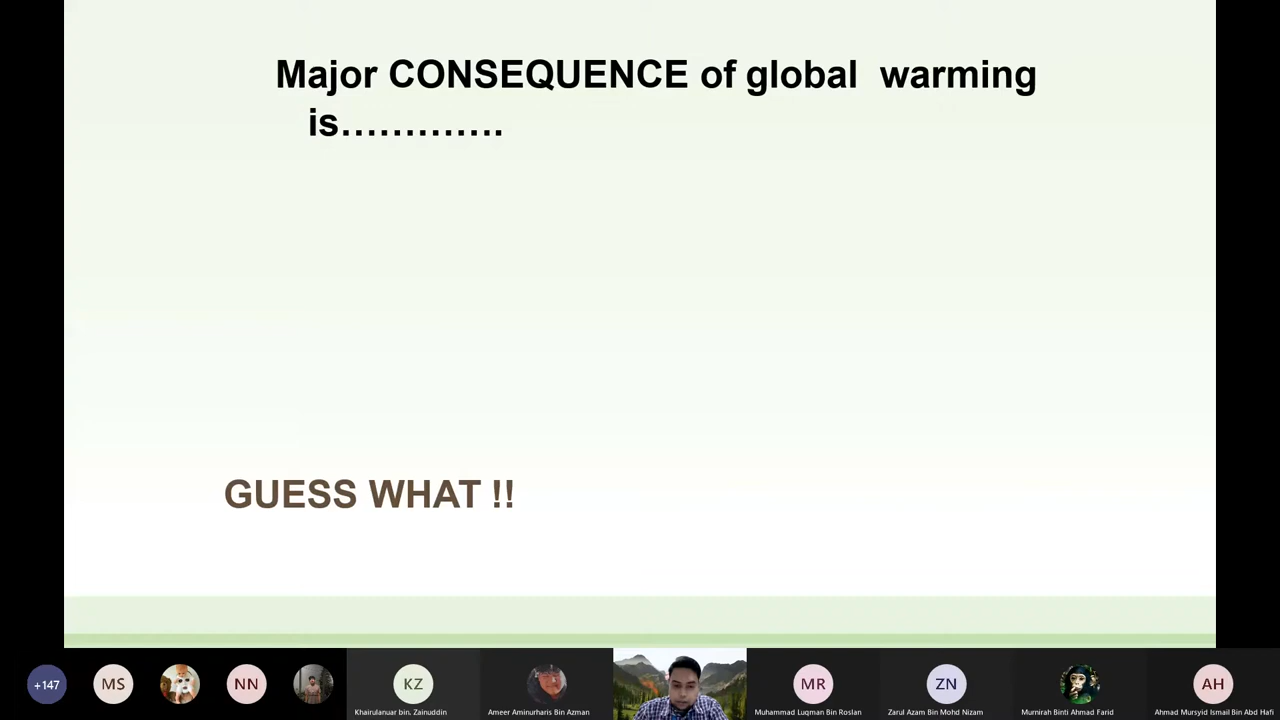 Major CONSEQUENCE of global  warming
is………….
GUESS WHAT !!
+147
MS
NN
KZ
Khairulanuar bin. Zainuddin
Ameer Aminurharis Bin Azman
MR
Muhammad Luqman Bin Roslan
ZN
Zarul Azam Bin Mohd Nizam
Murnirah Binti Ahmad Farid
AH
Ahmad Mursyid Ismail Bin Abd Hafi